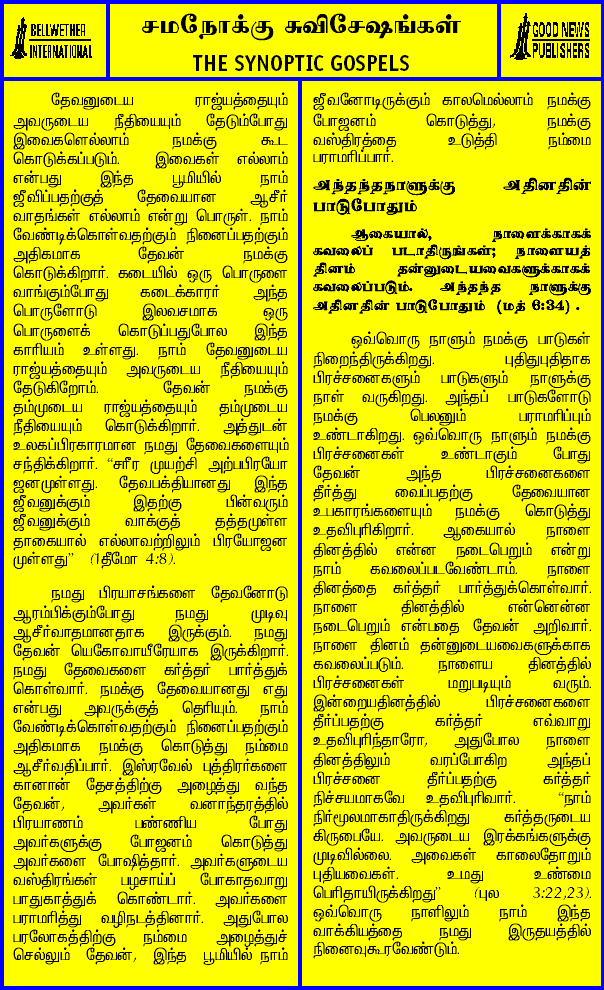 BELLWETHER
INTERNATIONAL
சமநோக்கு சுவிசேஷங்கள்
THE SYNOPTIC GOSPELS
GOOD NEWS
PUBLISHERS
தேவனுடைய ராஜ்யத்தையும்
அவருடைய நீதியையும் தேடும்போது
இவைகளெல்லாம் நமக்கு கூட
கொடுக்கப்படும். இவைகள் எல்லாம்
என்பது இந்த பூமியில் நாம்
ஜீவிப்பதற்குத் தேவையான ஆசீர்
வாதங்கள் எல்லாம் என்று பொருள். நாம்
வேண்டிக்கொள்வதற்கும் நினைப்பதற்கும்
அதிகமாக தேவன் நமக்கு
கொடுக்கிறார். கடையில் ஒரு பொருளை
வாங்கும்போது கடைக்காரர் அந்த
பொருளோடு இலவசமாக ஒரு
பொருளைக் கொடுப்பதுபோல இந்த
காரியம் உள்ளது. நாம் தேவனுடைய
ராஜ்யத்தையும் அவருடைய நீதியையும்
தேடுகிறோம். தேவன் நமக்கு
தம்முடைய ராஜ்யத்தையும் தம்முடைய
நீதியையும் கொடுக்கிறார். அத்துடன்
உலகப்பிரகாரமான நமது தேவைகளையும்
சந்திக்கிறார். "சரீர முயற்சி அற்பபிரயோ
ஜனமுள்ளது. தேவபக்தியானது இந்த
ஜீவனுக்கும் இதற்கு பின்வரும்
ஜீவனுக்கும் வாக்குத் தத்தமுள்ள
தாகையால் எல்லாவற்றிலும் பிரயோஜன
முள்ளது" (1தீமோ 4:8).
நமது பிரயாசங்களை தேவனோடு
ஆரம்பிக்கும்போது நமது முடிவு
ஆசீர்வாதமானதாக இருக்கும். நமது
தேவன் யெகோவாயீரேயாக இருக்கிறார்.
நமது தேவைகளை கர்த்தர் பார்த்துக்
கொள்வார். நமக்கு தேவையானது எது
என்பது அவருக்குத் தெரியும். நாம்
வேண்டிக்கொள்வதற்கும் நினைப்பதற்கும்
அதிகமாக நமக்கு கொடுத்து நம்மை
ஆசீர்வதிப்பார். இஸ்ரவேல் புத்திரர்களை
கானான் தேசத்திற்கு அழைத்து வந்த
தேவன், அவர்கள் வனாந்தரத்தில்
பிரயாணம் பண்ணிய போது
அவர்களுக்கு போஜனம் கொடுத்து
அவர்களை போஷித்தார். அவர்களுடைய
வஸ்திரங்கள் பழசாய்ப் போகாதவாறு
பாதுகாத்துக் கொண்டார். அவர்களை
பராமரித்து வழிநடத்தினார். அதுபோல
பரலோகத்திற்கு நம்மை அழைத்துச்
செல்லும் தேவன், இந்த பூமியில் நாம்
ஜீவனோடிருக்கும் காலமெல்லாம் நமக்கு
போஜனம் கொடுத்து, நமக்கு
வஸ்திரத்தை உடுத்தி நம்மை
பராமரிப்பார்.
அந்தந்தநாளுக்கு அதினதின்
பாடுபோதும்
ஆகையால், நாளைக்காகக்
கவலைப் படாதிருங்கள்; நாளையத்
தினம் தன்னுடையவைகளுக்காகக்
கவலைப்படும். அந்தந்த நாளுக்கு
அதினதின் பாடுபோதும் (மத் 6:34) .
ஒவ்வொரு நாளும் நமக்கு பாடுகள்
நிறைந்திருக்கிறது. புதிதுபுதிதாக
பிரச்சனைகளும் பாடுகளும் நாளுக்கு
நாள் வருகிறது. அந்தப் பாடுகளோடு
நமக்கு பெலனும் பராமரிப்பும்
உண்டாகிறது. ஒவ்வொரு நாளும் நமக்கு
பிரச்சனைகள் உண்டாகும் போது
தேவன் அந்த பிரச்சனைகளை
தீர்த்து வைப்பதற்கு தேவையான
உபகாரங்களையும் நமக்கு கொடுத்து
உதவிபுரிகிறார். ஆகையால் நாளை
தினத்தில் என்ன நடைபெறும் என்று
நாம் கவலைப்படவேண்டாம். நாளை
தினத்தை கர்த்தர் பார்த்துக்கொள்வார்.
நாளை தினத்தில் என்னென்ன
நடைபெறும் என்பதை தேவன் அறிவார்.
நாளை தினம் தன்னுடையவைகளுக்காக
கவலைப்படும். நாளைய தினத்தில்
பிரச்சனைகள் மறுபடியும் வரும்.
இன்றையதினத்தில் பிரச்சனைகளை
தீர்ப்பதற்கு கர்த்தர் எவ்வாறு
உதவிபுரிந்தாரோ, அதுபோல நாளை
தினத்திலும் வரப்போகிற அந்தப்
பிரச்சனை தீர்ப்பதற்கு கர்த்தர்
நிச்சயமாகவே உதவிபுரிவார். "நாம்
நிர்மூலமாகாதிருக்கிறது கர்த்தருடைய
கிருபையே. அவருடைய இரக்கங்களுக்கு
முடிவில்லை. அவைகள் காலைதோறும்
புதியவைகள். உமது உண்மை
பெரிதாயிருக்கிறது" (புல 3:22,23).
ஒவ்வொரு நாளிலும் நாம் இந்த
வாக்கியத்தை நமது இருதயத்தில்
நினைவுகூரவேண்டும்.